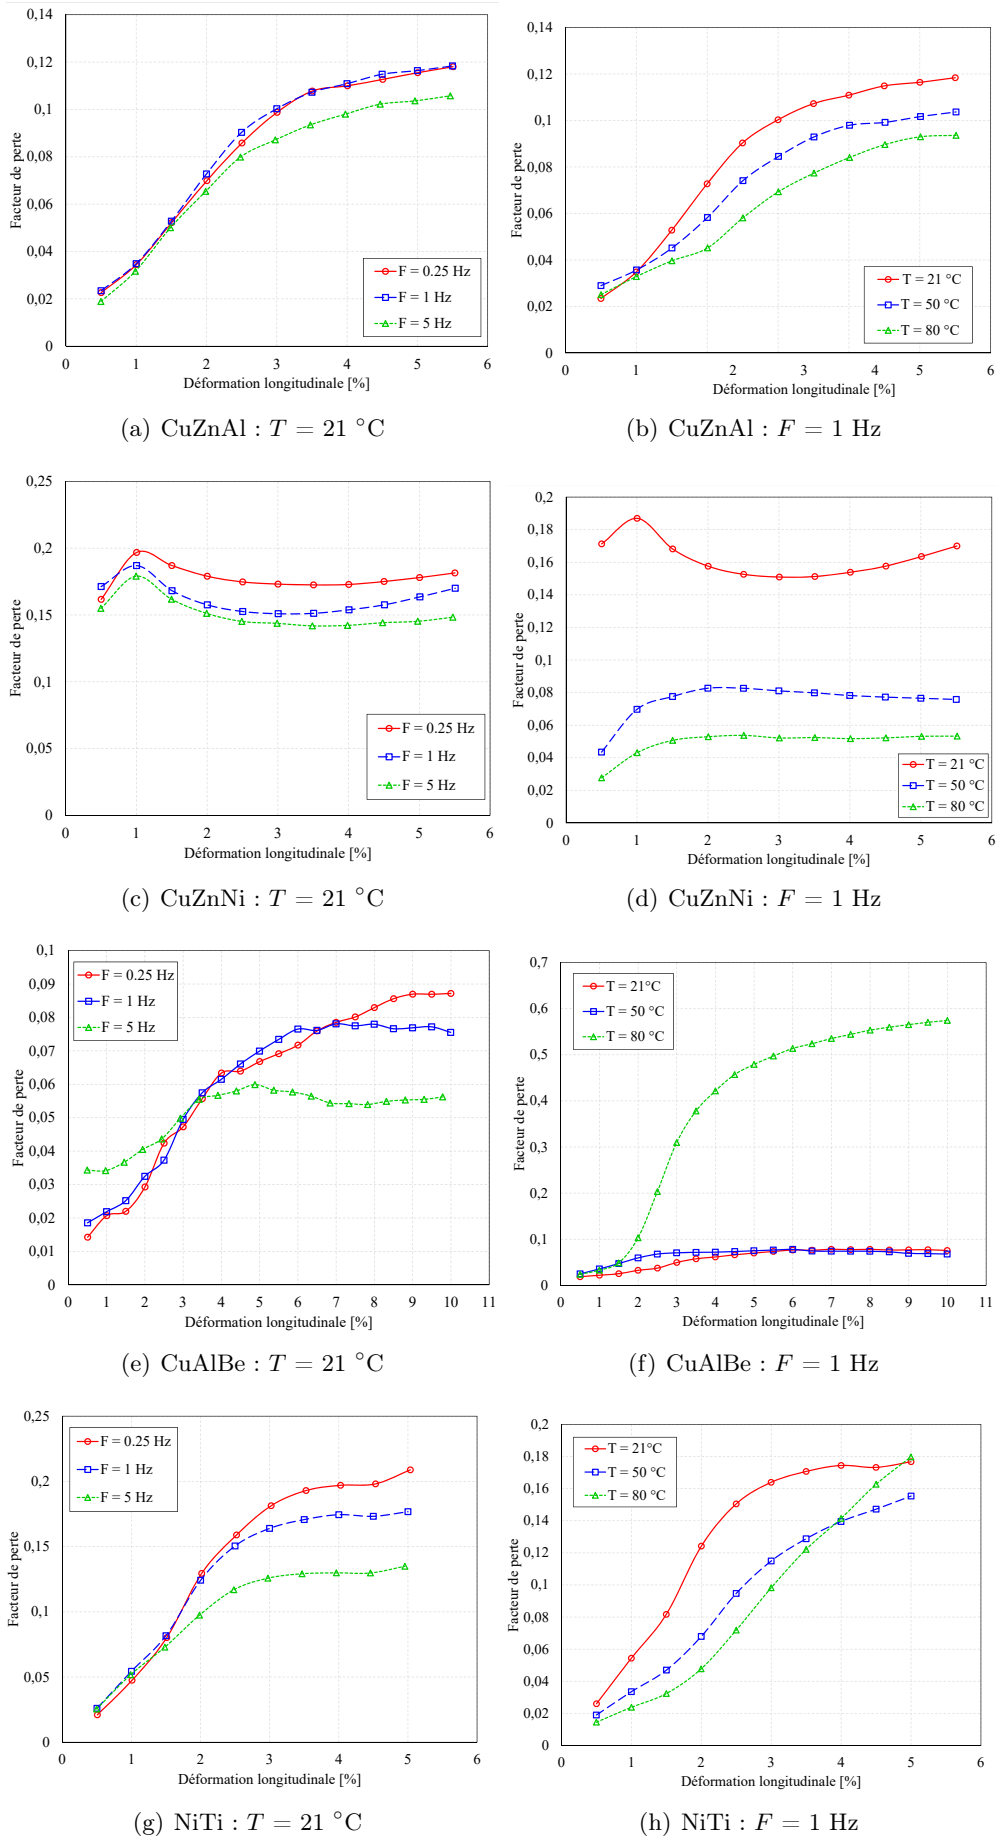 0,14
0,12
0,1
0,08
0,06
0,04
0,02
0
Facteur de perte
F = 0.25 Hz
F = 1 Hz
F = 5 Hz
0 1 2 3 4 5 6
Déformation longitudinale [%]
(a) CuZnAl : T = 21 °C
0,14
0,12
0,1
0,08
0,06
0,04
0,02
0
Facteur de perte
T = 21 °C
T = 50 °C
T = 80 °C
0 1 2 3 4 5 6
Déformation longitudinale [%]
(b) CuZnAl : F = 1 Hz
0,25
0,2
0,15
0,1
0,05
0
Facteur de perte
F = 0.25 Hz
F = 1 Hz
F = 5 Hz
0 1 2 3 4 5 6
Déformation longitudinale [%]
(c) CuZnNi : T = 21 °C
0,2
0,18
0,16
0,14
0,12
0,1
0,08
0,06
0,04
0,02
0
Facteur de perte
T = 21 °C
T = 50 °C
T = 80 °C
0 1 2 3 4 5 6
Déformation longitudinale [%]
(d) CuZnNi : F = 1 Hz
0,1
0,09
0,08
0,07
0,06
0,05
0,04
0,03
0,02
0,01
0
Facteur de perte
F = 0.25 Hz
F = 1 Hz
F = 5 Hz
0 1 2 3 4 5 6 7 8 9 10 11
Déformation longitudinale [%]
(e) CuAlBe : T = 21 °C
0,7
0,6
0,5
0,4
0,3
0,2
0,1
0
Facteur de perte
T = 21°C
T = 50 °C
T = 80 °C
0 1 2 3 4 5 6 7 8 9 10 11
Déformation longitudinale [%]
(f) CuAlBe : F = 1 Hz
0,25
0,2
0,15
0,1
0,05
0
Facteur de perte
F = 0.25 Hz
F = 1 Hz
F = 5 Hz
0 1 2 3 4 5 6
Déformation longitudinale [%]
(g) NiTi : T = 21 °C
0,2
0,18
0,16
0,14
0,12
0,1
0,08
0,06
0,04
0,02
0
Facteur de perte
T = 21°C
T = 50 °C
T = 80 °C
0 1 2 3 4 5 6
Déformation longitudinale [%]
(h) NiTi : F = 1 Hz